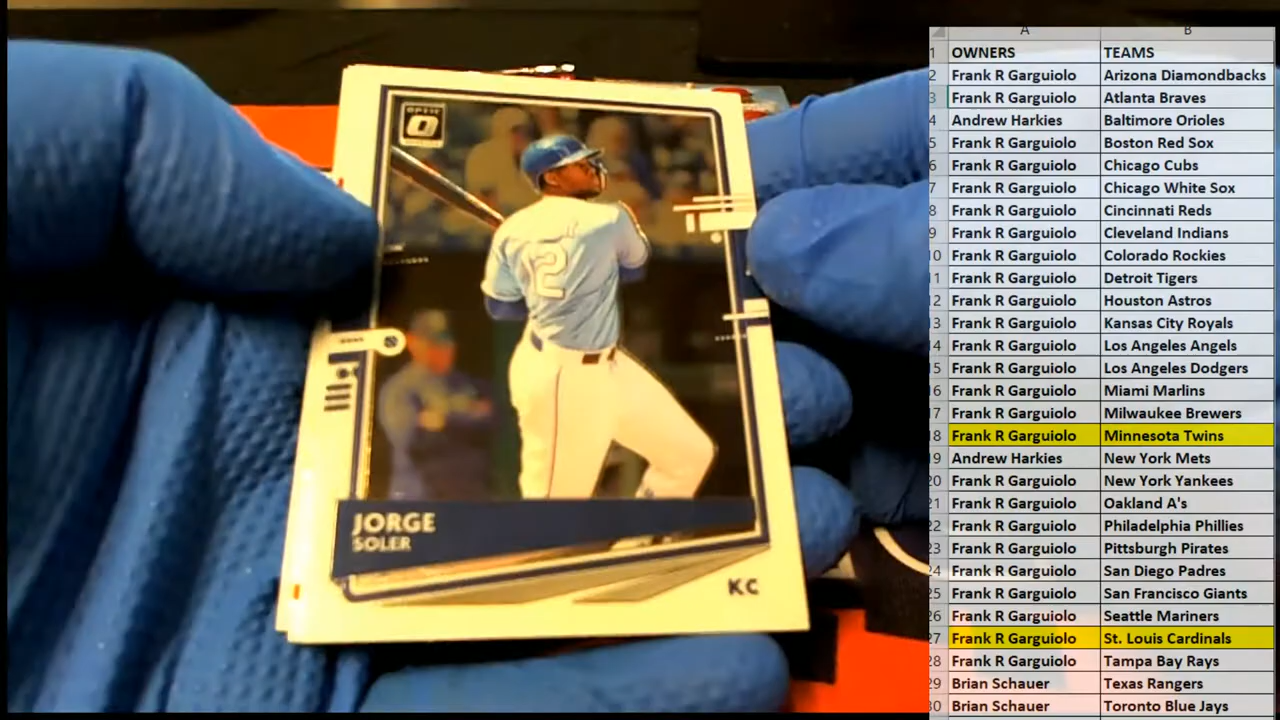 OPTIC
12
JORGE
SOLER
KC
A B
1 OWNERS TEAMS
2 Frank R Garguiolo Arizona Diamondbacks
3 Frank R Garguiolo Atlanta Braves
4 Andrew Harkies Baltimore Orioles
5 Frank R Garguiolo Boston Red Sox
6 Frank R Garguiolo Chicago Cubs
7 Frank R Garguiolo Chicago White Sox
8 Frank R Garguiolo Cincinnati Reds
9 Frank R Garguiolo Cleveland Indians
10 Frank R Garguiolo Colorado Rockies
11 Frank R Garguiolo Detroit Tigers
12 Frank R Garguiolo Houston Astros
13 Frank R Garguiolo Kansas City Royals
14 Frank R Garguiolo Los Angeles Angels
15 Frank R Garguiolo Los Angeles Dodgers
16 Frank R Garguiolo Miami Marlins
17 Frank R Garguiolo Milwaukee Brewers
18 Frank R Garguiolo Minnesota Twins
19 Andrew Harkies New York Mets
20 Frank R Garguiolo New York Yankees
21 Frank R Garguiolo Oakland A's
22 Frank R Garguiolo Philadelphia Phillies
23 Frank R Garguiolo Pittsburgh Pirates
24 Frank R Garguiolo San Diego Padres
25 Frank R Garguiolo San Francisco Giants
26 Frank R Garguiolo Seattle Mariners
27 Frank R Garguiolo St. Louis Cardinals
28 Frank R Garguiolo Tampa Bay Rays
29 Brian Schauer Texas Rangers
30 Brian Schauer Toronto Blue Jays